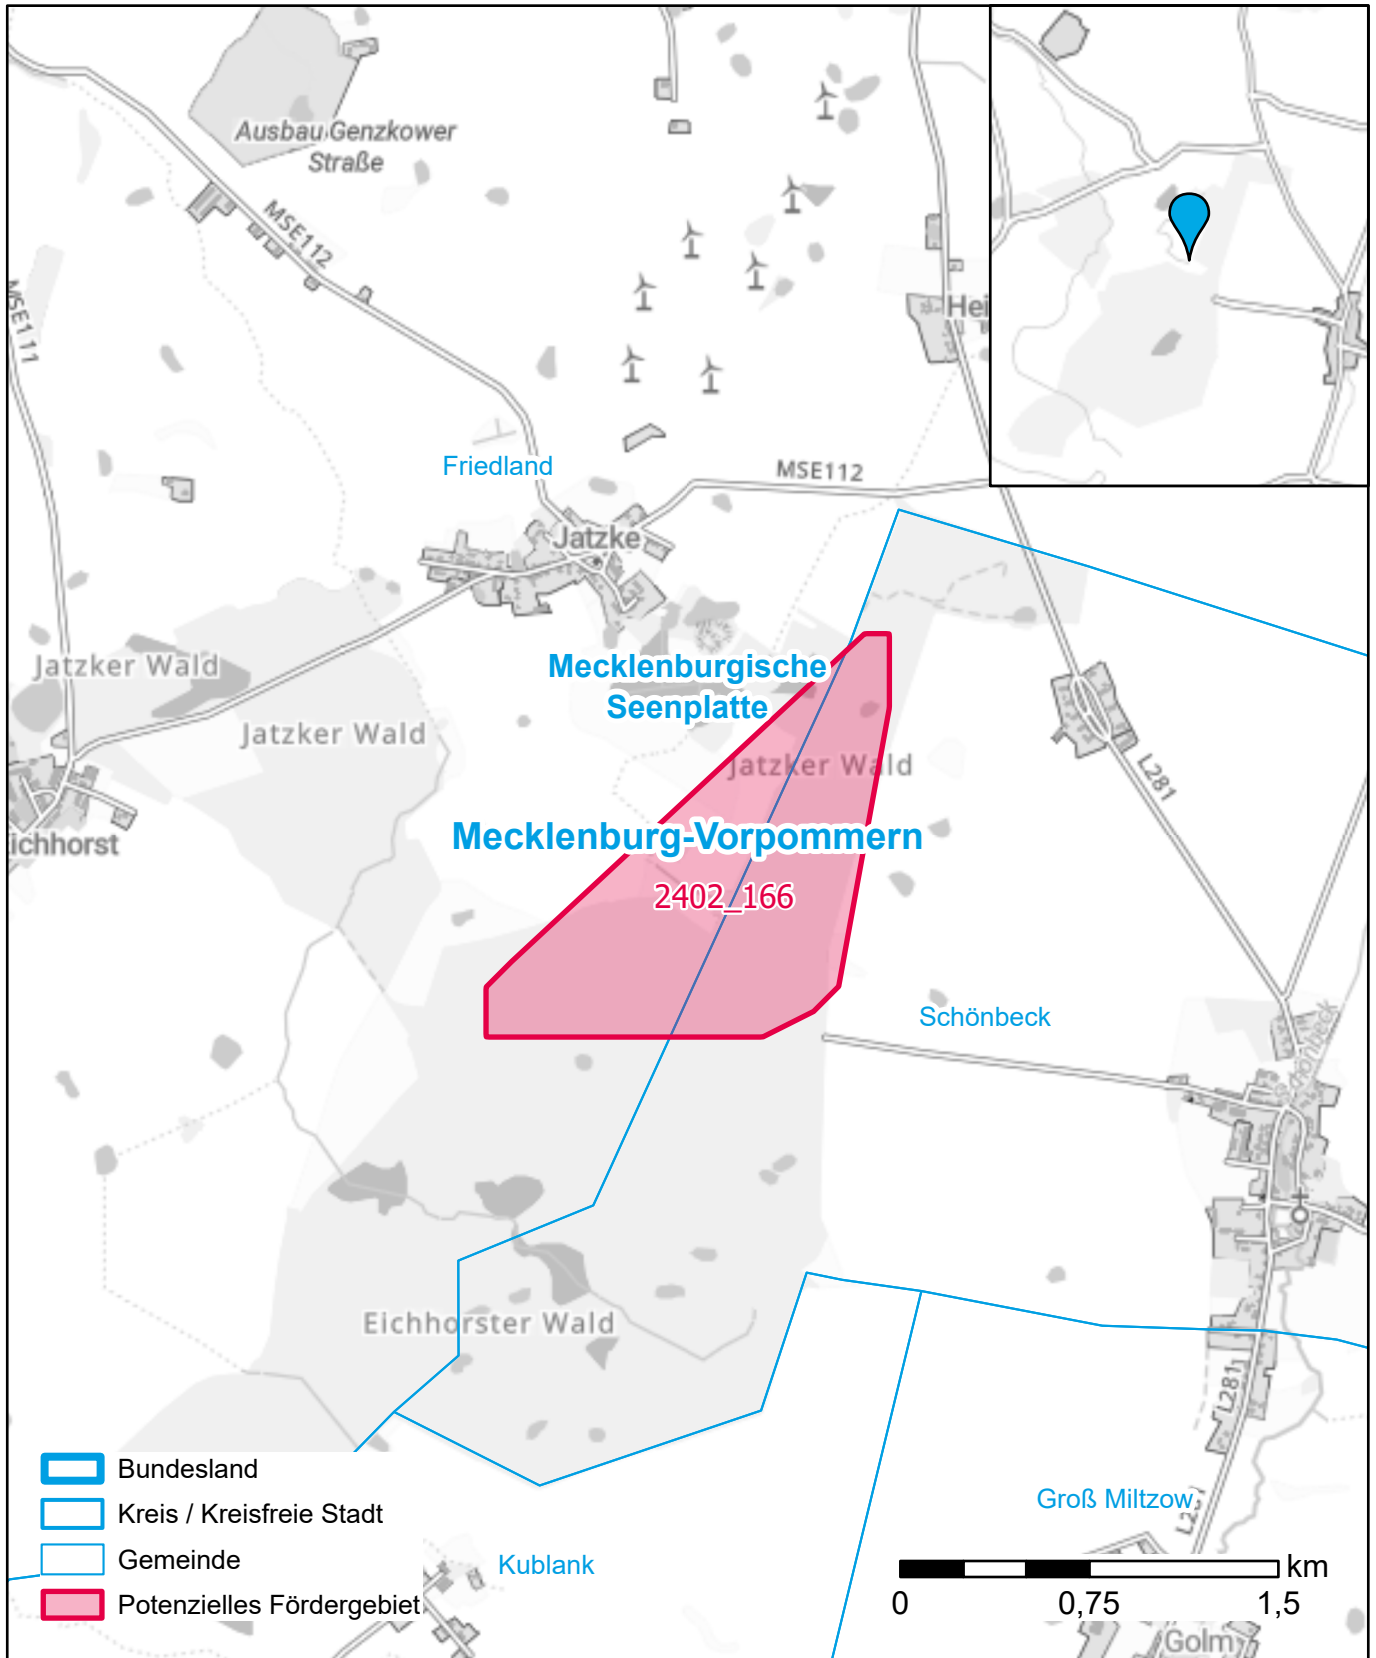 Ausbau Genzkower
Straße
MSE112
MSE111
Hei
Friedland
MSE112
Jatzke
Jatzker Wald
Mecklenburgische
Seenplatte
Jatzker Wald
Jatzker Wald
L281
ichhorst
Mecklenburg-Vorpommern
2402_166
Schönbeck
Schönbeck
Eichhorster Wald
L281
Bundesland
Kreis / Kreisfreie Stadt
Gemeinde
Potenzielles Fördergebiet
Groß Miltzow
L281
Kublank
km
0 0,75 1,5
Golm